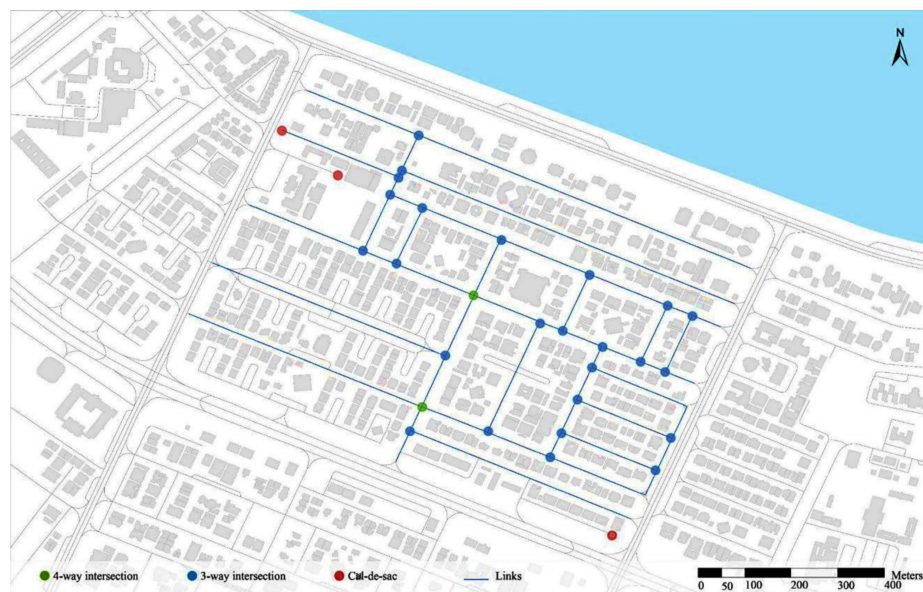 N
4-way intersection
3-way intersection
Cul-de-sac
Links
Meters
0 50 100 200 300 400